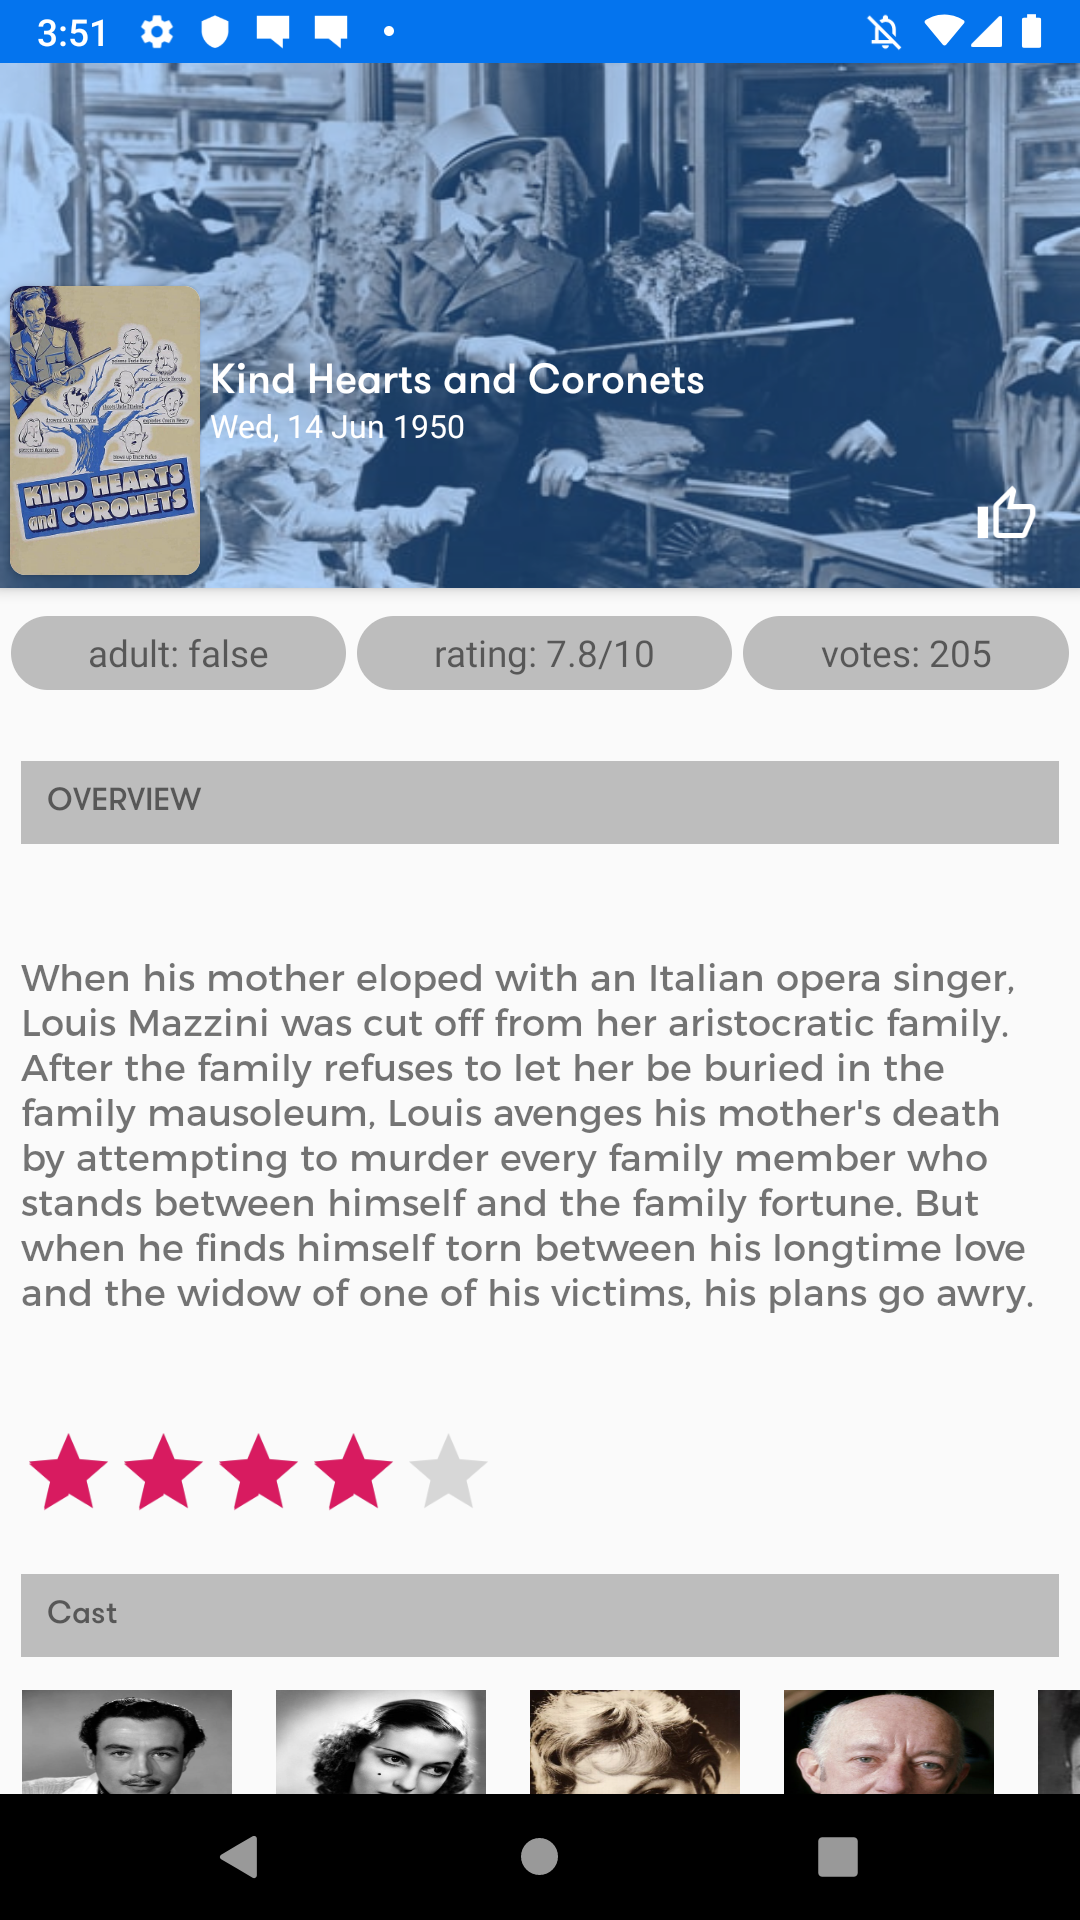 3:51
Kind Hearts and Coronets
Wed, 14 Jun 1950
KIND HEARTS
and CORONETS
adult: false
rating: 7.8/10
votes: 205
OVERVIEW
When his mother eloped with an Italian opera singer,
Louis Mazzini was cut off from her aristocratic family.
After the family refuses to let her be buried in the
family mausoleum, Louis avenges his mother's death
by attempting to murder every family member who
stands between himself and the family fortune. But
when he finds himself torn between his longtime love
and the widow of one of his victims, his plans go awry.
Cast